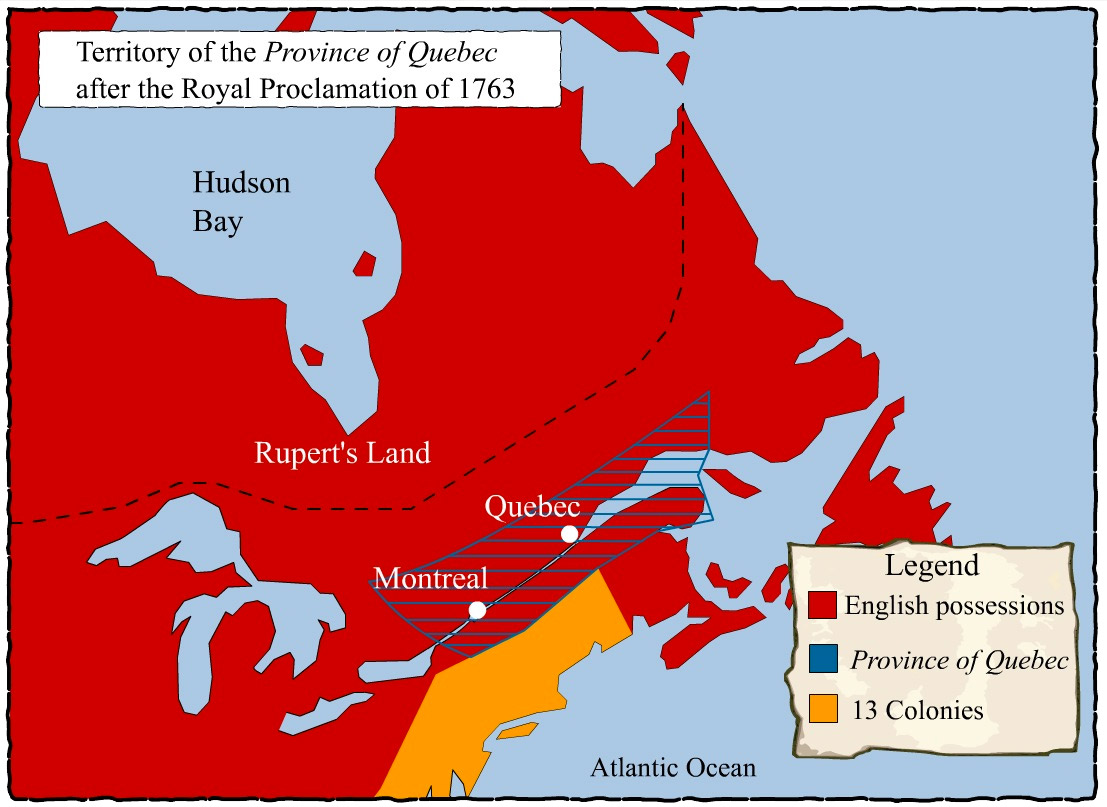 Territory of the Province of Quebec
after the Royal Proclamation of 1763
Hudson
Bay
Rupert's Land
Quebec
Montreal
Legend
English possessions
Province of Quebec
13 Colonies
Atlantic Ocean